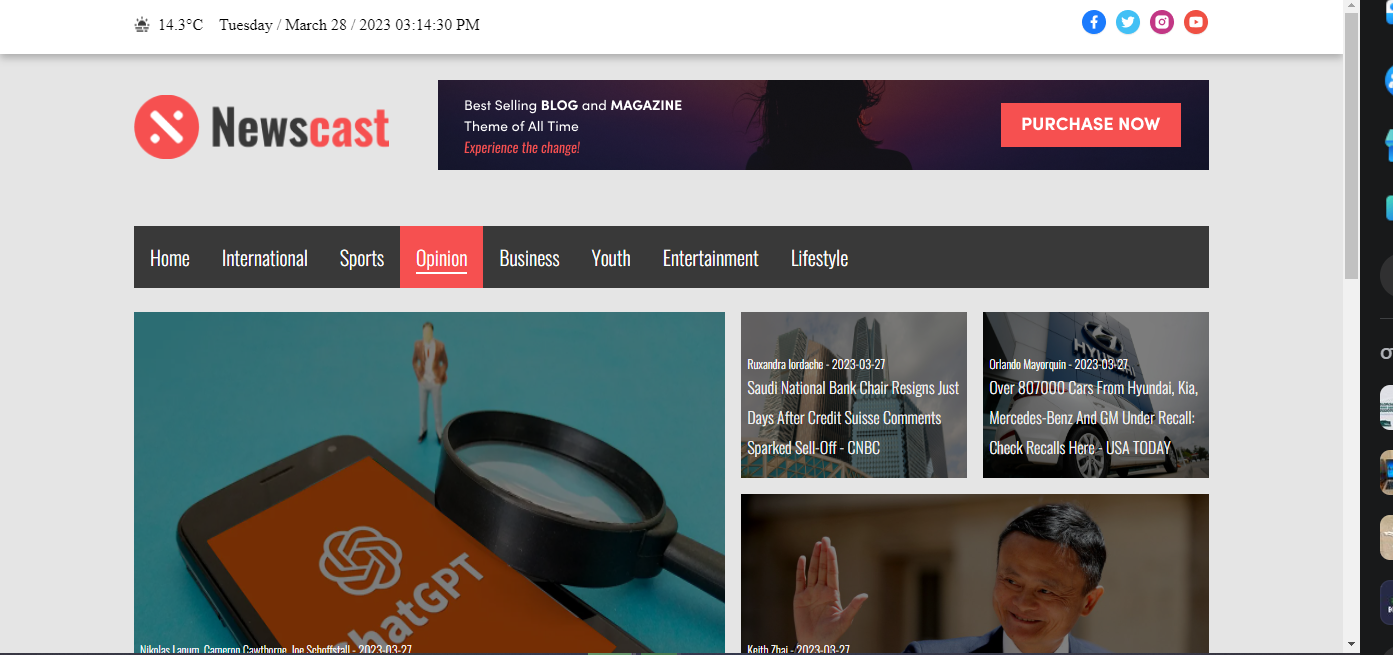 14.3°C Tuesday / March 28 / 2023 03:14:30 PM
Newscast
Best Selling BLOG and MAGAZINE
Theme of All Time
Experience the change!
PURCHASE NOW
Home International Sports Opinion Business Youth Entertainment Lifestyle
ChatGPT
Nikolas Lanum, Cameron Cawthorne, Joe Schoffstall - 2023-03-27
Ruxandra Iordache - 2023-03-27
Saudi National Bank Chair Resigns Just
Days After Credit Suisse Comments
Sparked Sell-Off - CNBC
HYUN
Orlando Mayorquin - 2023-03-27
Over 807000 Cars From Hyundai, Kia,
Mercedes-Benz And GM Under Recall:
Check Recalls Here - USA TODAY
Keith Zhai - 2023-03-27